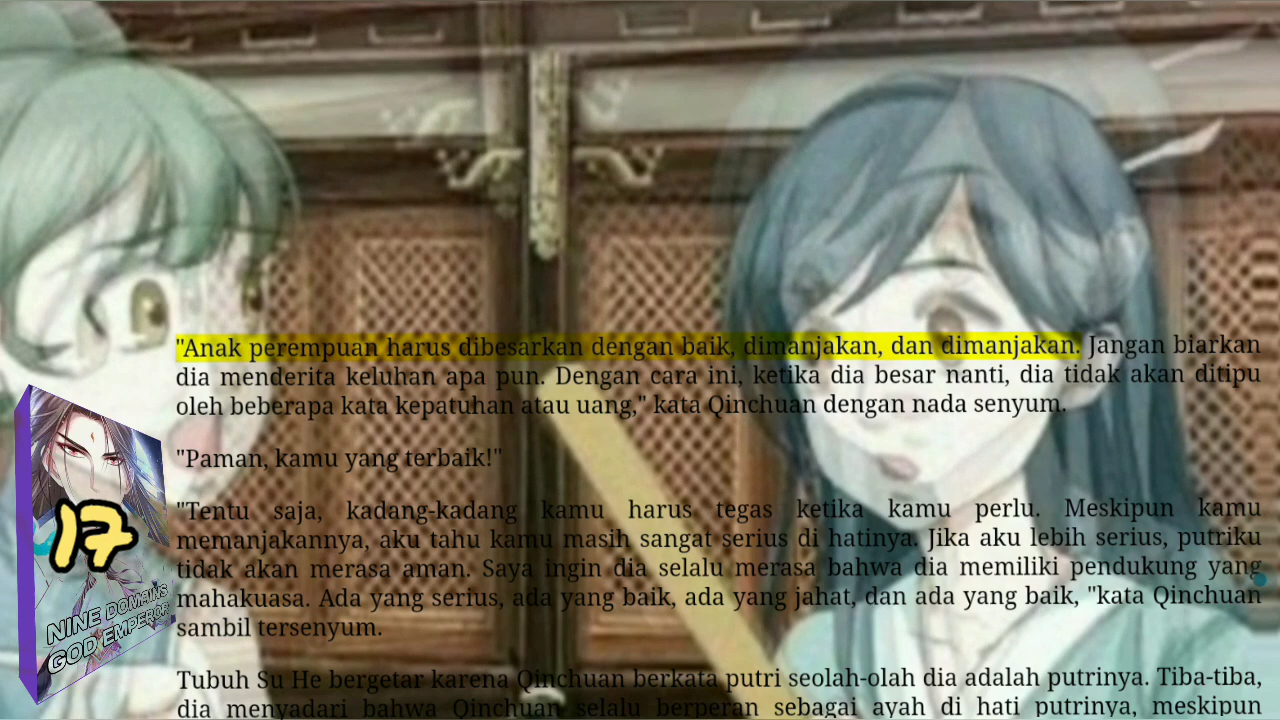 "Anak perempuan harus dibesarkan dengan baik, dimanjakan, dan dimanjakan. Jangan biarkan
dia menderita keluhan apa pun. Dengan cara ini, ketika dia besar nanti, dia tidak akan ditipu
oleh beberapa kata kepatuhan atau uang," kata Qinchuan dengan nada senyum.
"Paman, kamu yang terbaik!"
"Tentu saja, kadang-kadang kamu harus tegas ketika kamu perlu. Meskipun kamu
memanjakannya, aku tahu kamu masih sangat serius di hatinya. Jika aku lebih serius, putriku
tidak akan merasa aman. Saya ingin dia selalu merasa bahwa dia memiliki pendukung yang
mahakuasa. Ada yang serius, ada yang baik, ada yang jahat, dan ada yang baik, "kata Qinchuan
sambil tersenyum.
Tubuh Su He bergetar karena Qinchuan berkata putri seolah-olah dia adalah putrinya. Tiba-tiba,
dia menyadari bahwa Qinchuan selalu berperan sebagai ayah di hati putrinya, meskipun
17
NINE DOMAINS
GOD EMPEROR